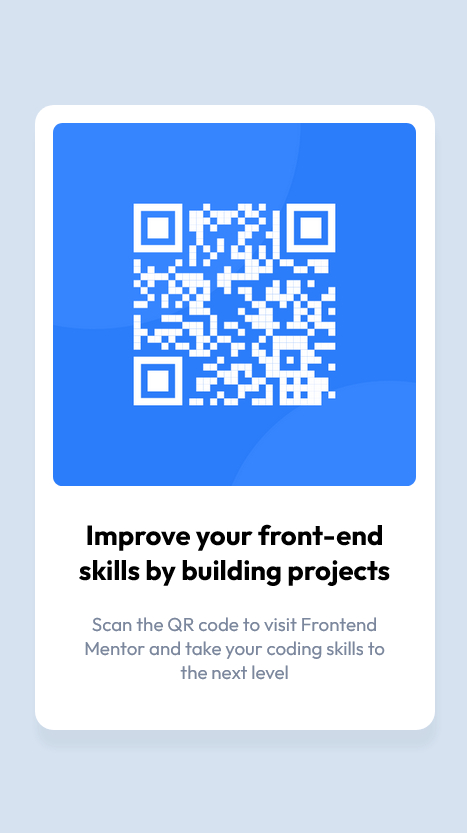 Improve your front-end
skills by building projects
Scan the QR code to visit Frontend
Mentor and take your coding skills to
the next level